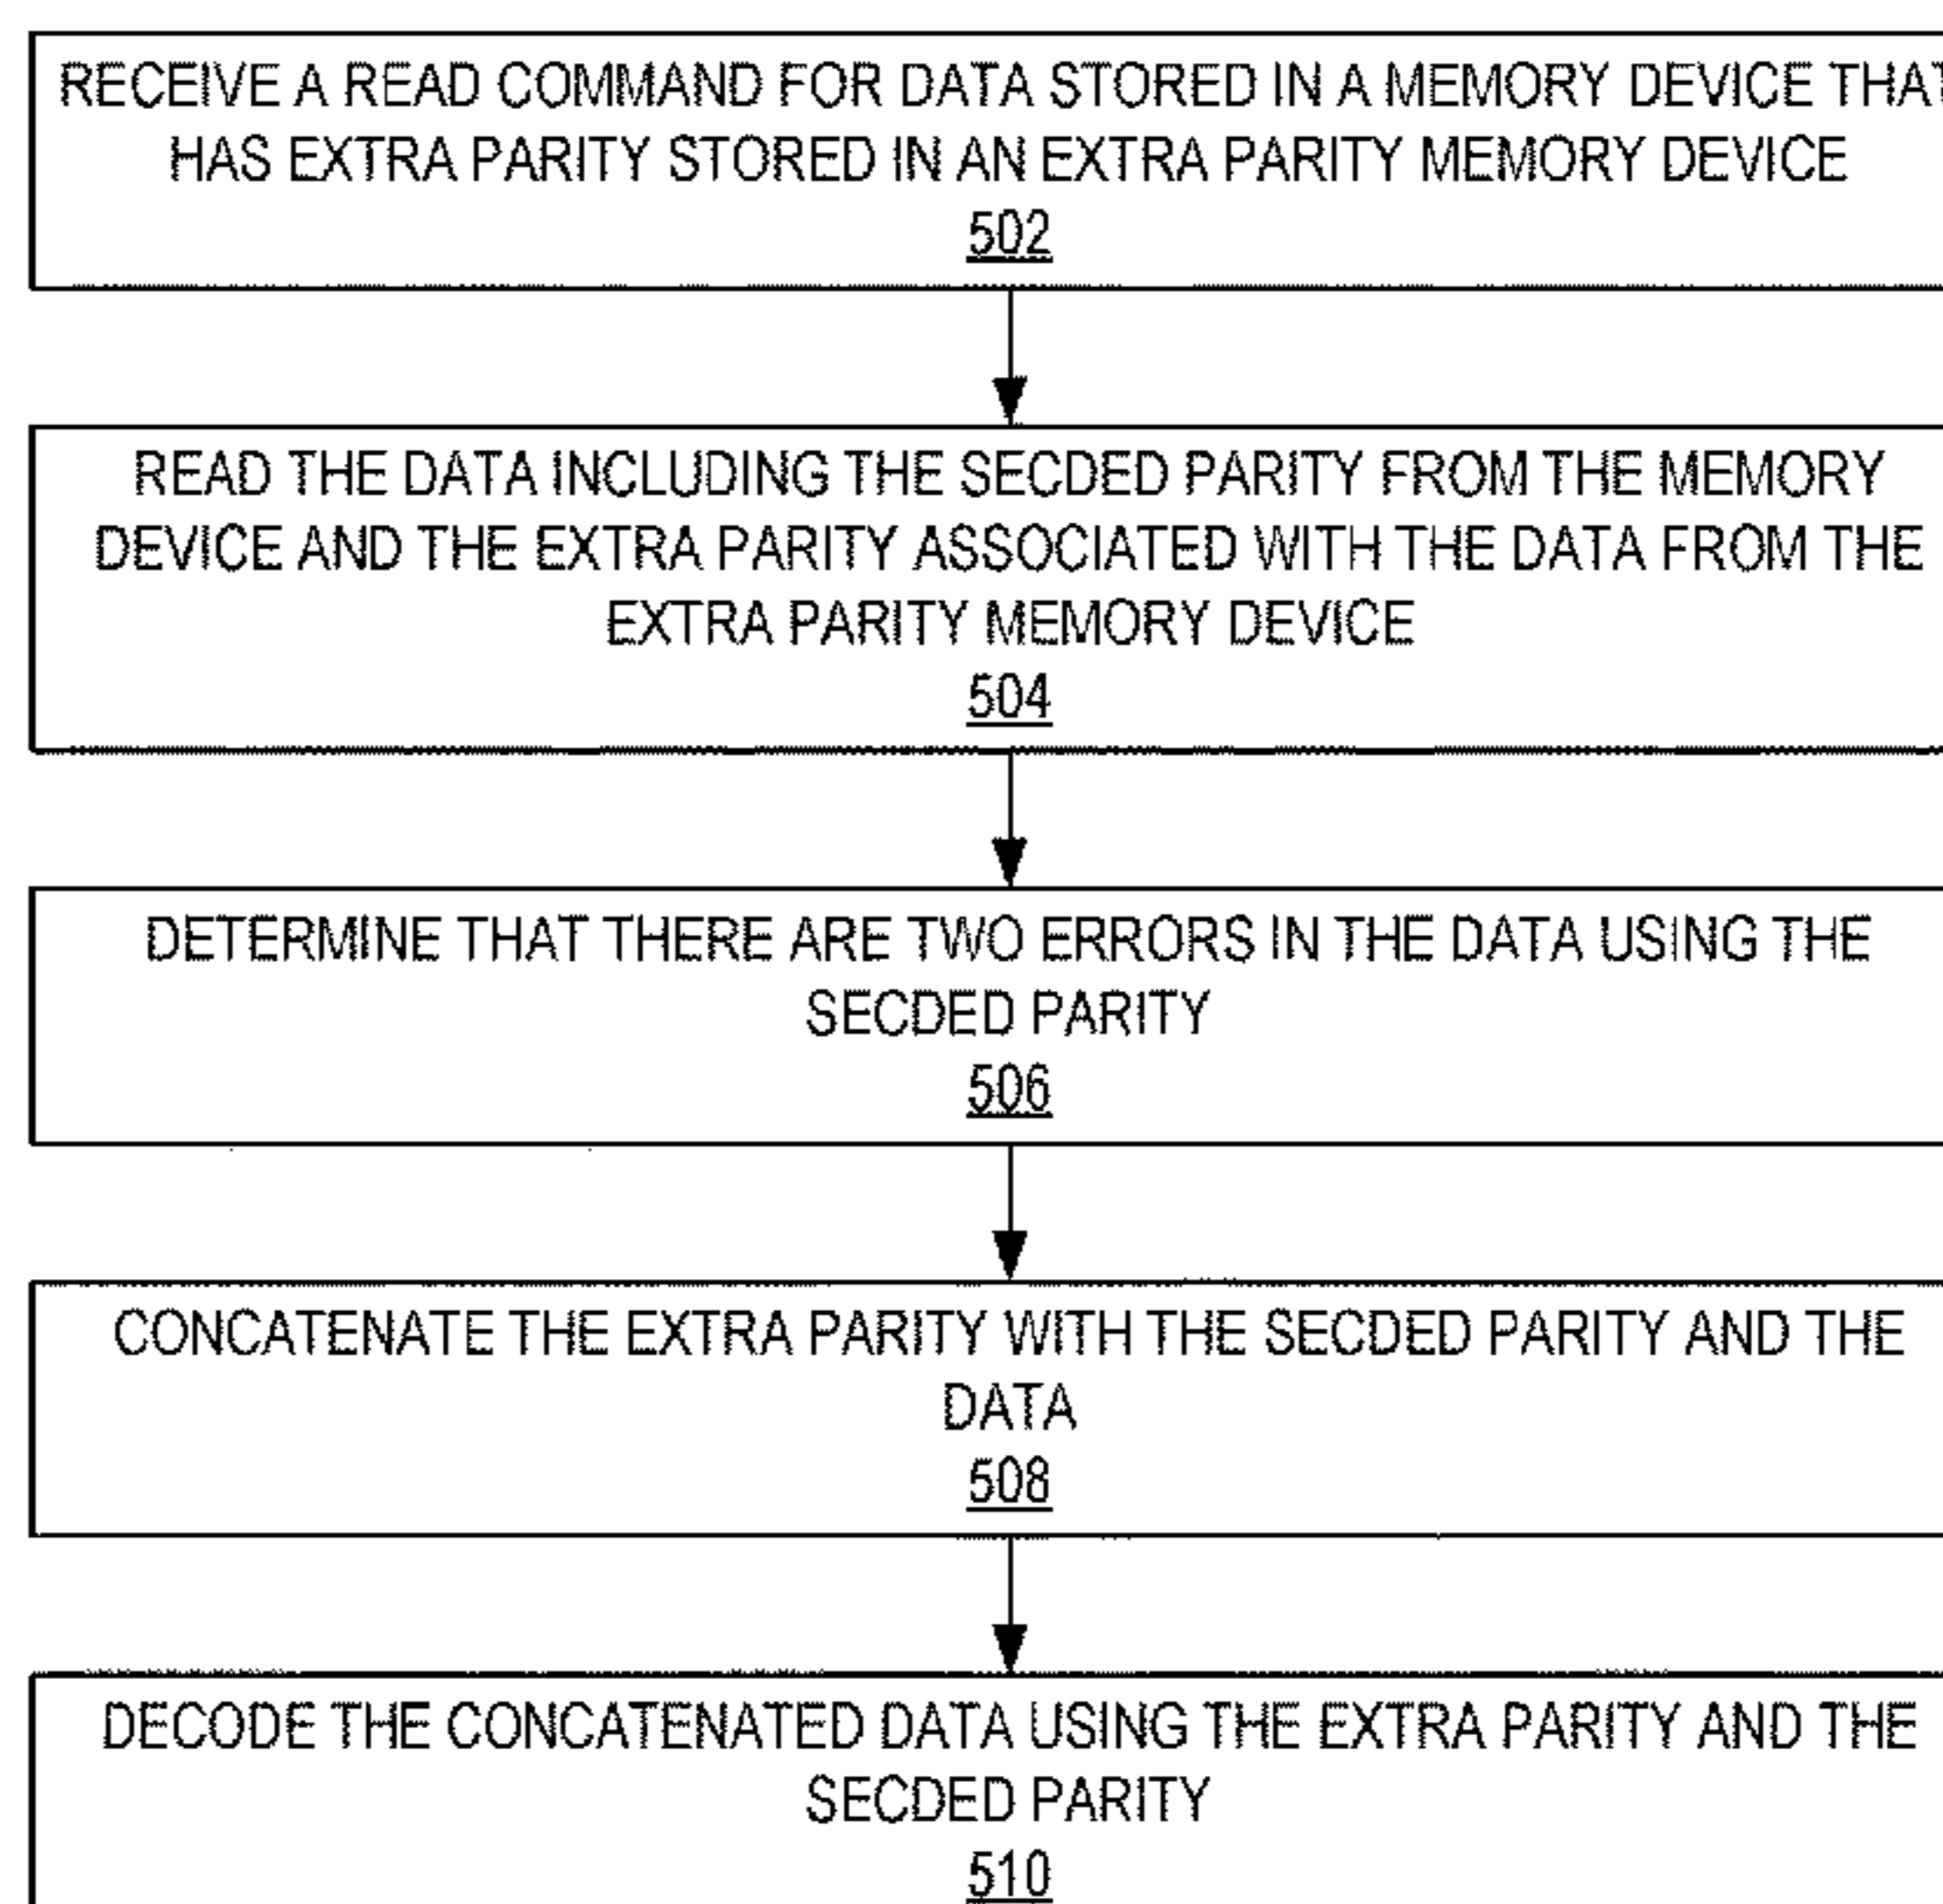 RECEIVE A READ COMMAND FOR DATA STORED IN A MEMORY DEVICE THAT
HAS EXTRA PARITY STORED IN AN EXTRA PARITY MEMORY DEVICE
502
READ THE DATA INCLUDING THE SECDED PARITY FROM THE MEMORY
DEVICE AND THE EXTRA PARITY ASSOCIATED WITH THE DATA FROM THE
EXTRA PARITY MEMORY DEVICE
504
DETERMINE THAT THERE ARE TWO ERRORS IN THE DATA USING THE
SECDED PARITY
506
CONCATENATE THE EXTRA PARITY WITH THE SECDED PARITY AND THE
DATA
508
DECODE THE CONCATENATED DATA USING THE EXTRA PARITY AND THE
SECDED PARITY
510